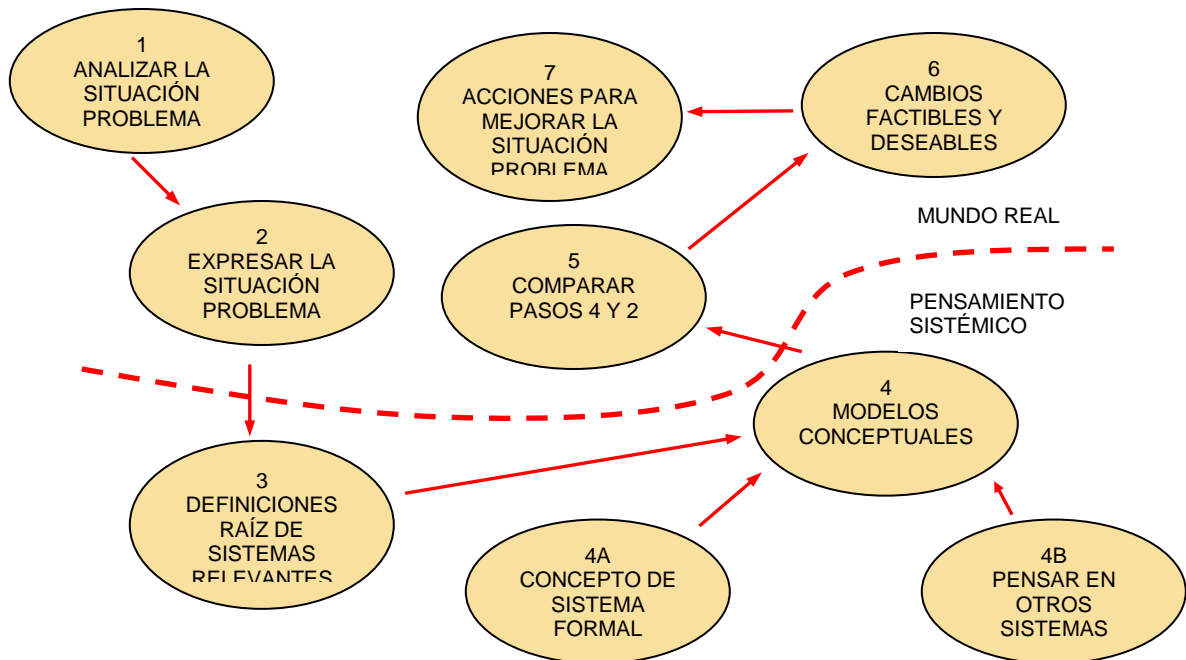 1
ANALIZAR LA
SITUACIÓN
PROBLEMA
2
EXPRESAR LA
SITUACIÓN
PROBLEMA
3
DEFINICIONES
RAÍZ DE
SISTEMAS
RELEVANTES
4
MODELOS
CONCEPTUALES
4A
CONCEPTO DE
SISTEMA
FORMAL
4B
PENSAR EN
OTROS
SISTEMAS
5
COMPARAR
PASOS 4 Y 2
6
CAMBIOS
FACTIBLES Y
DESEABLES
7
ACCIONES PARA
MEJORAR LA
SITUACIÓN
PROBLEMA
MUNDO REAL
PENSAMIENTO
SISTÉMICO